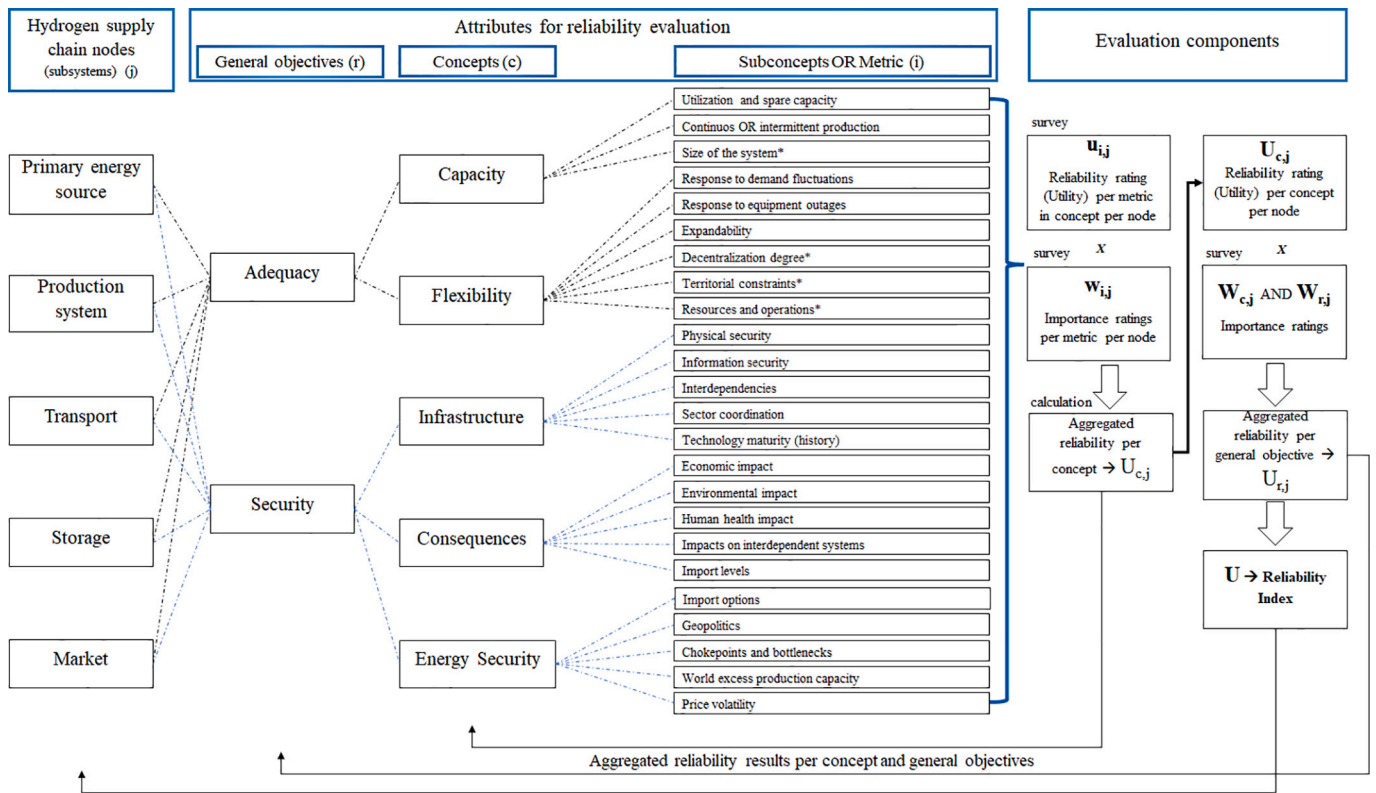 Hydrogen supply
chain nodes
(subsystems) (j)
Attributes for reliability evaluation
General objectives (r)
Concepts (c)
Subconcepts OR Metric (i)
Evaluation components
Primary energy
source
Production
system
Transport
Storage
Market
Adequacy
Security
Capacity
Flexibility
Infrastructure
Consequences
Energy Security
Utilization and spare capacity
Continuos OR intermittent production
Size of the system*
Response to demand fluctuations
Response to equipment outages
Expandability
Decentralization degree*
Territorial constraints*
Resources and operations*
Physical security
Information security
Interdependencies
Sector coordination
Technology maturity (history)
Economic impact
Environmental impact
Human health impact
Impacts on interdependent systems
Import levels
Import options
Geopolitics
Chokepoints and bottlenecks
World excess production capacity
Price volatility
survey
u i,j
Reliability rating
(Utility) per metric
in concept per node
survey x
w i,j
Importance ratings
per metric per node
calculation
Aggregated
reliability per
concept → U c,j
U c,j
Reliability rating
(Utility) per concept
per node
survey x
W c,j AND W r,j
Importance ratings
Aggregated
reliability per
general objective →
U r,j
U → Reliability
Index
Aggregated reliability results per concept and general objectives